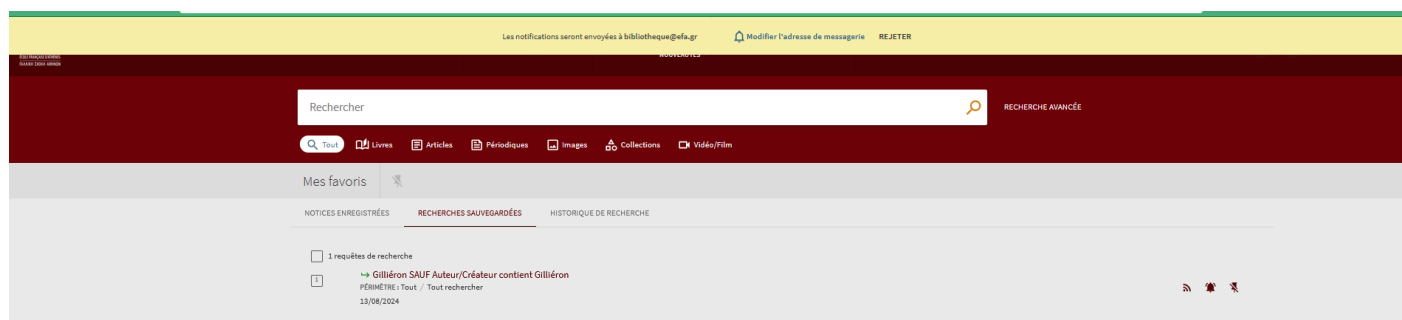 Les notifications seront envoyées à bibliotheque@efa.gr Modifier l'adresse de messagerie REJETER
Rechercher RECHERCHE AVANCÉE
Tout Livres Articles Périodiques Images Collections Vidéo/Film
Mes favoris
NOTICES ENREGISTRÉES RECHERCHES SAUVEGARDÉES HISTORIQUE DE RECHERCHE
1 requêtes de recherche
1 Gilliéron SAUF Auteur/Créateur contient Gilliéron
PÉRIMÈTRE : Tout / Tout rechercher
13/08/2024